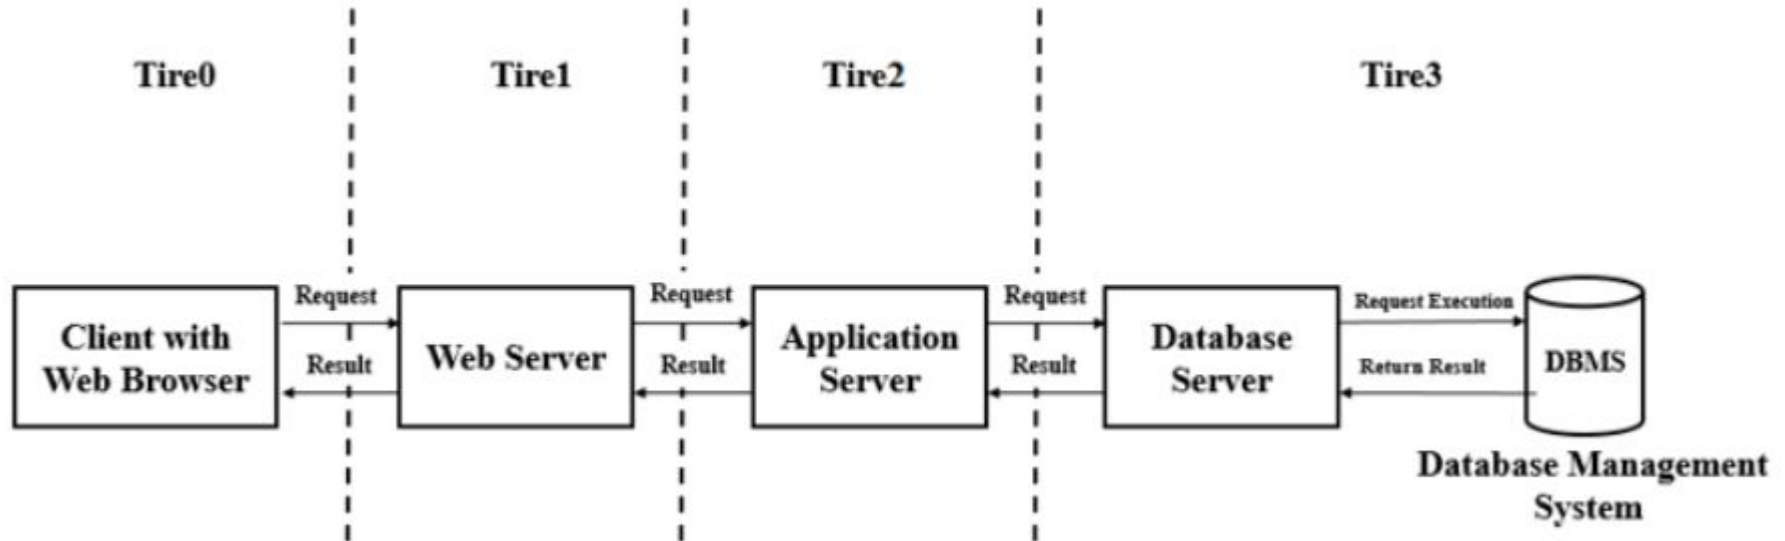 Tire0
Tire1
Tire2
Tire3
Client with
Web Browser
Request
Result
Web Server
Request
Result
Application
Server
Request
Result
Database
Server
Request Execution
Return Result
DBMS
Database Management
System